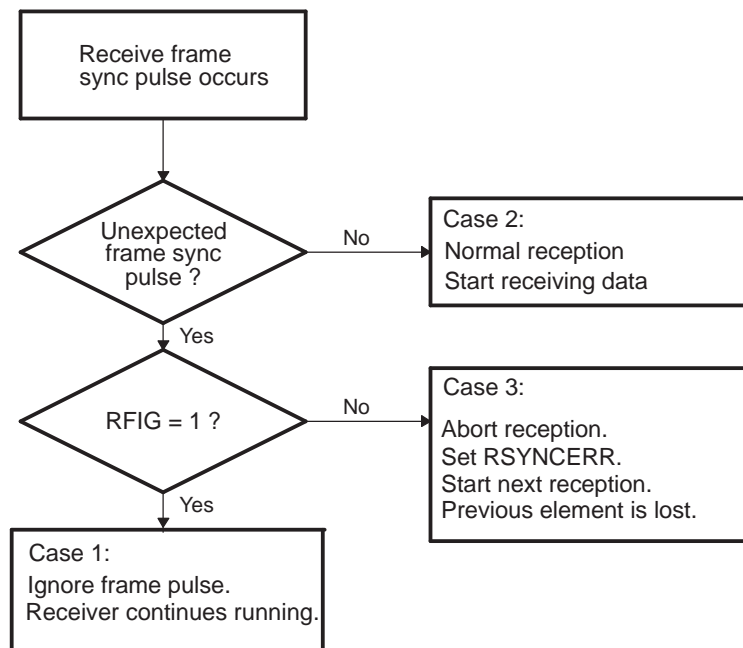 Receive frame
sync pulse occurs
Unexpected
frame sync
pulse ?
No
Case 2:
Normal reception
Start receiving data
Yes
RFIG = 1 ?
No
Case 3:
Abort reception.
Set RSYNCERR.
Start next reception.
Previous element is lost.
Yes
Case 1:
Ignore frame pulse.
Receiver continues running.